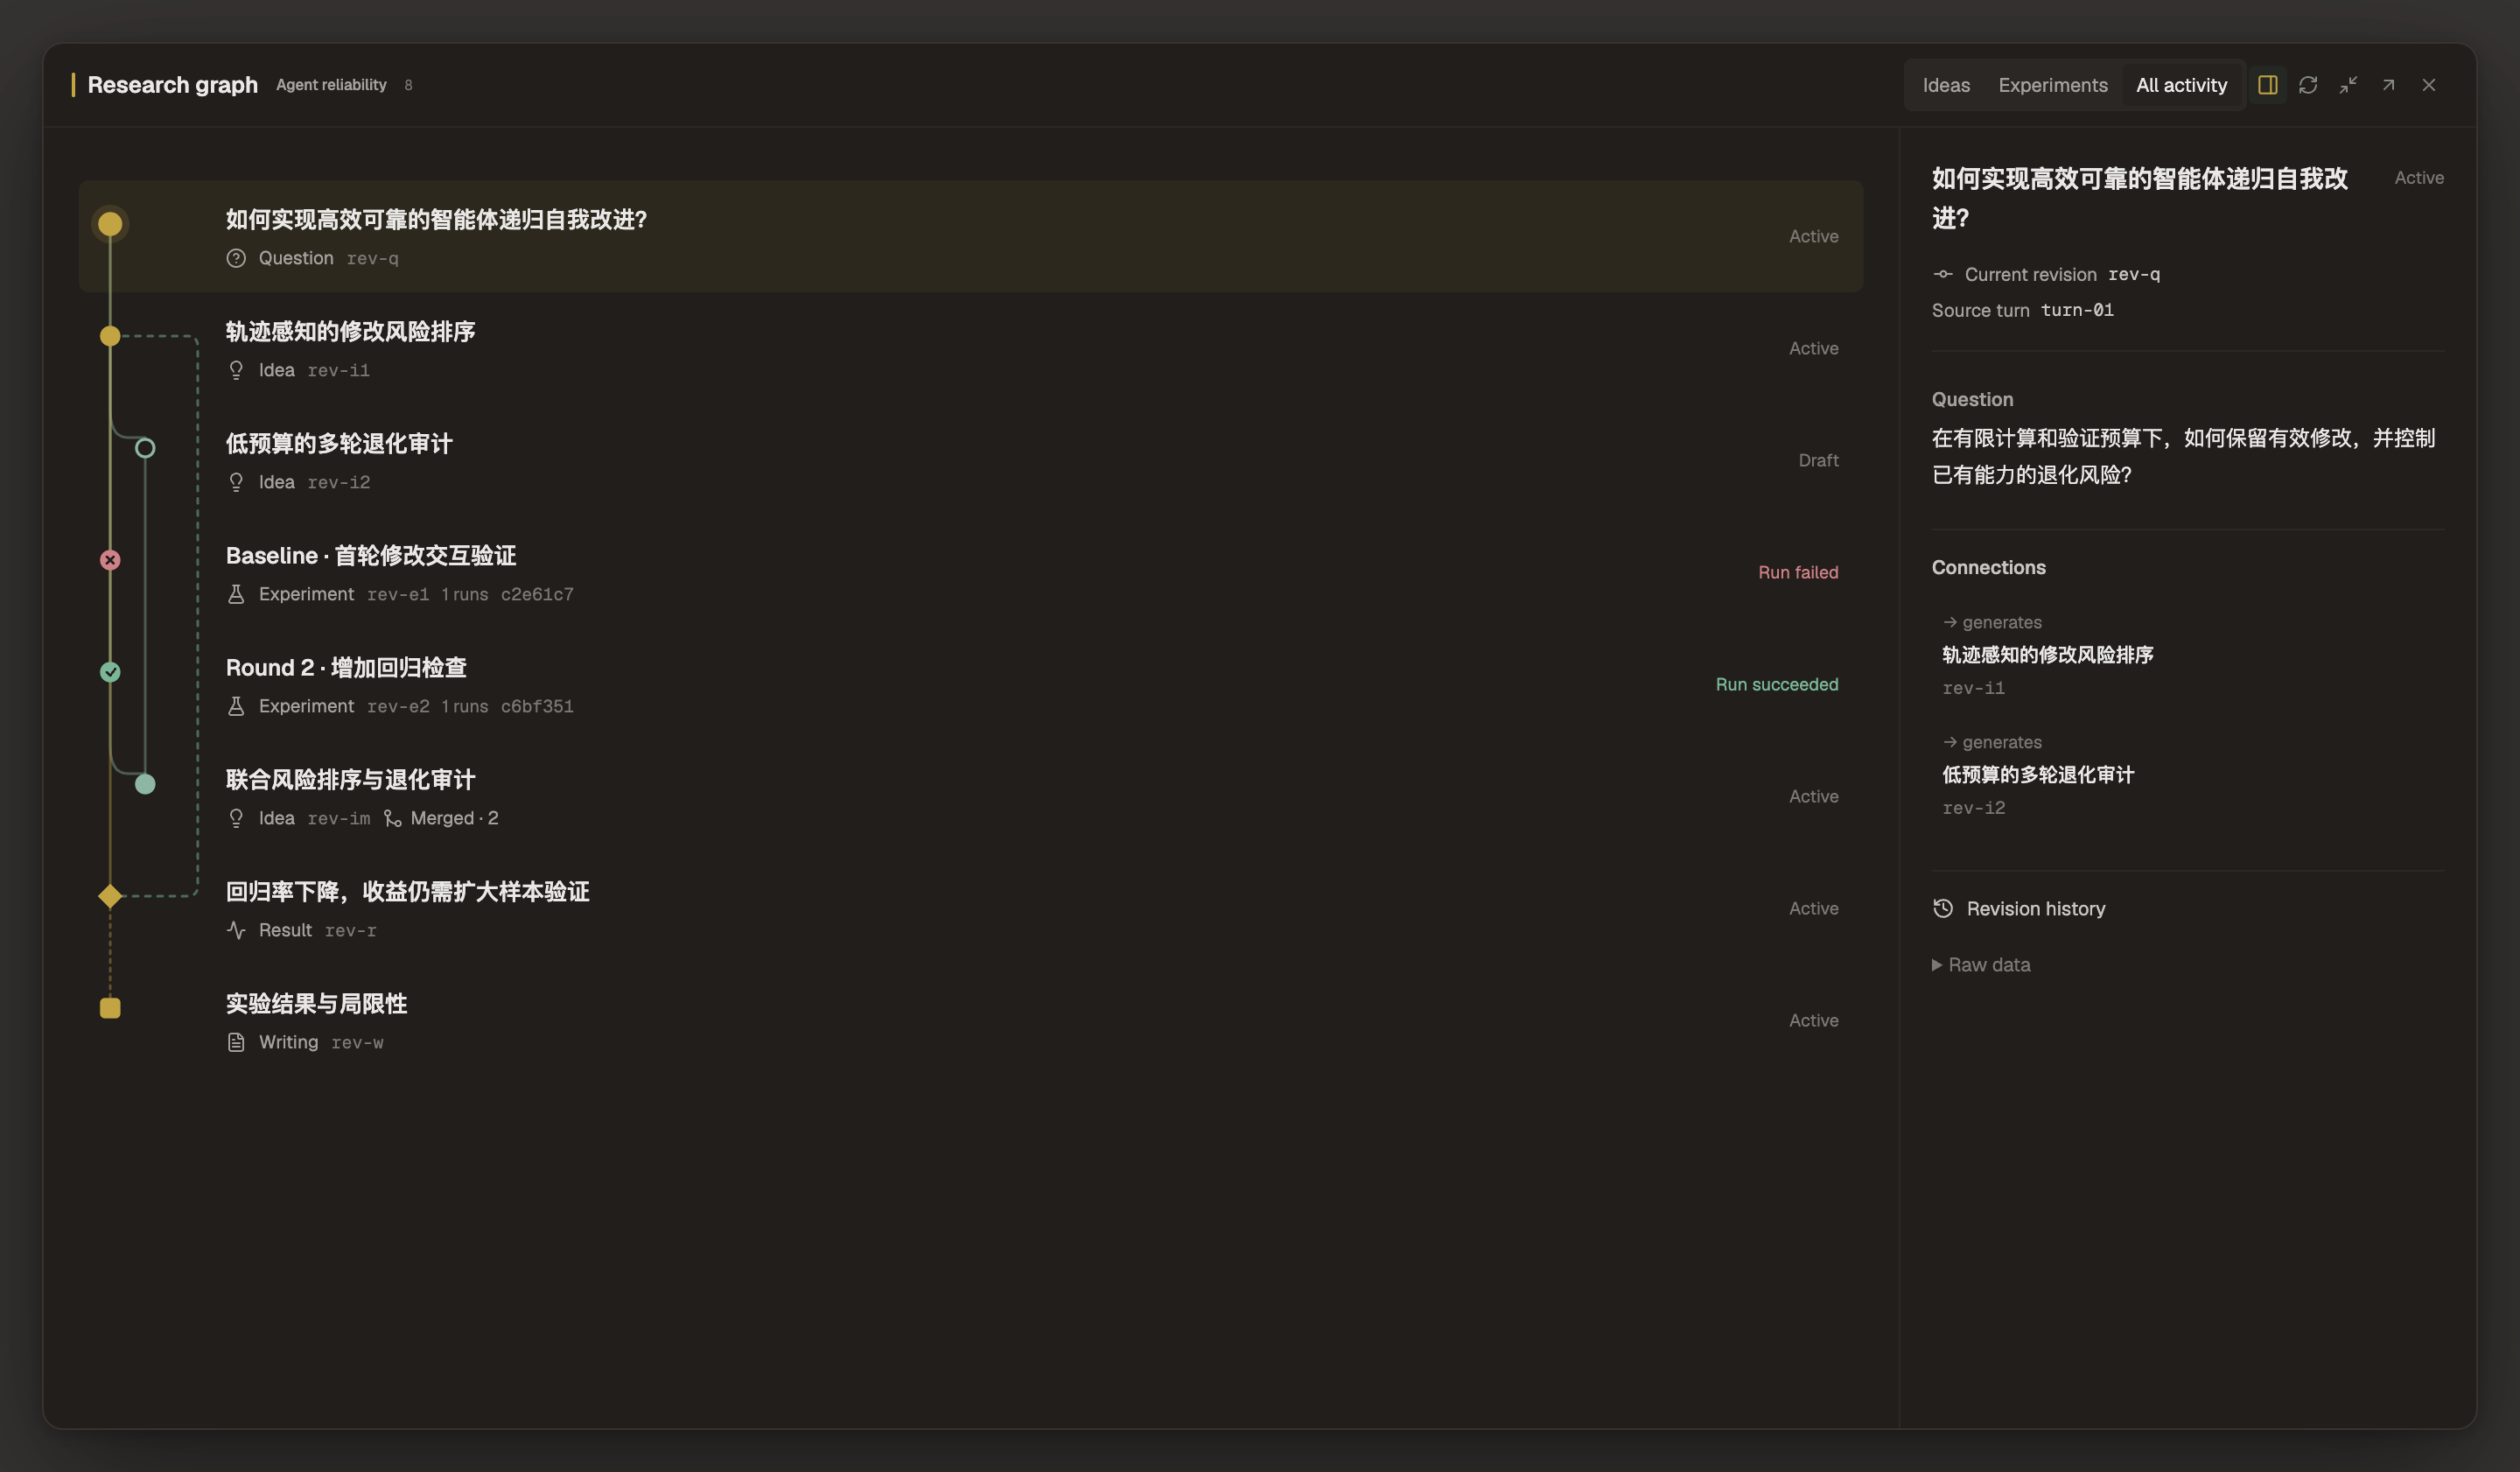 Research graph Agent reliability 8
Ideas Experiments All activity
如何实现高效可靠的智能体递归自我改进?
Question rev-q
Active
轨迹感知的修改风险排序
Idea rev-i1
Active
低预算的多轮退化审计
Idea rev-i2
Draft
Baseline · 首轮修改交互验证
Experiment rev-e1 1 runs c2e61c7
Run failed
Round 2 · 增加回归检查
Experiment rev-e2 1 runs c6bf351
Run succeeded
联合风险排序与退化审计
Idea rev-im Merged · 2
Active
回归率下降，收益仍需扩大样本验证
Result rev-r
Active
实验结果与局限性
Writing rev-w
Active
如何实现高效可靠的智能体递归自我改
进?
Active
Current revision rev-q
Source turn turn-01
Question
在有限计算和验证预算下，如何保留有效修改，并控制
已有能力的退化风险?
Connections
→ generates
轨迹感知的修改风险排序
rev-i1
→ generates
低预算的多轮退化审计
rev-i2
Revision history
Raw data